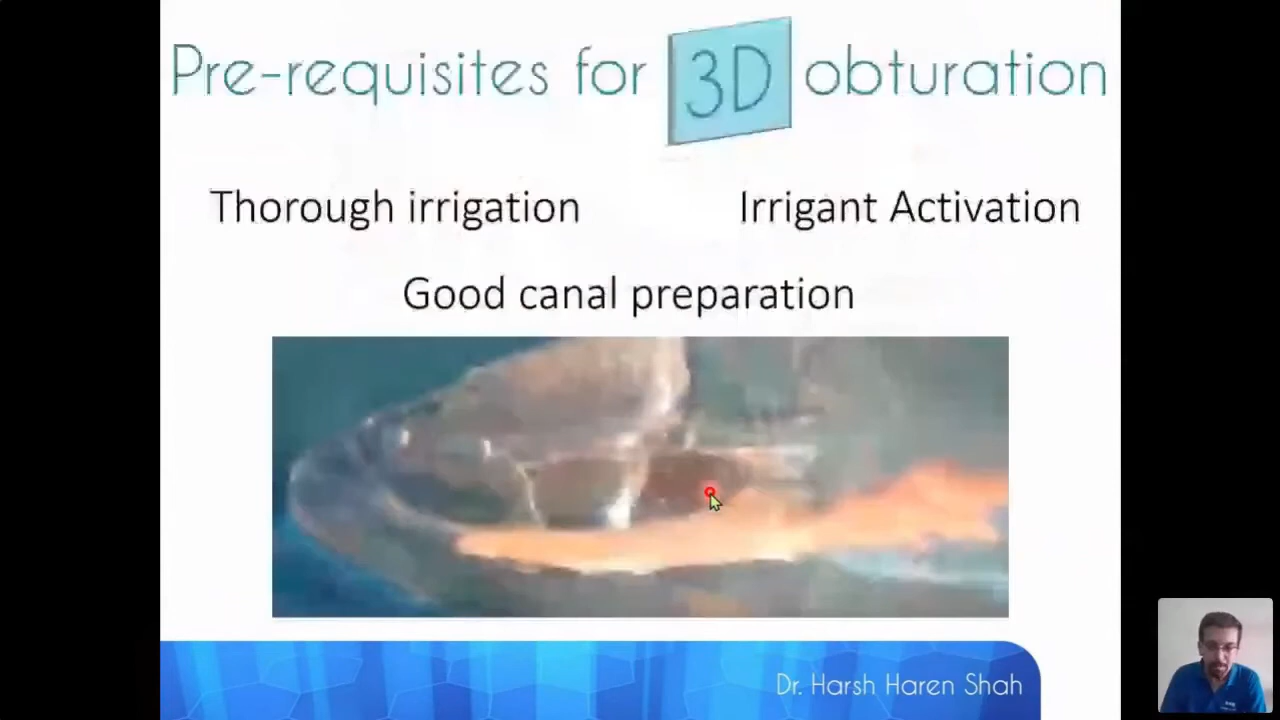 Pre-requisites for 3D obturation
Thorough irrigation
Irrigant Activation
Good canal preparation
Dr. Harsh Haren Shah